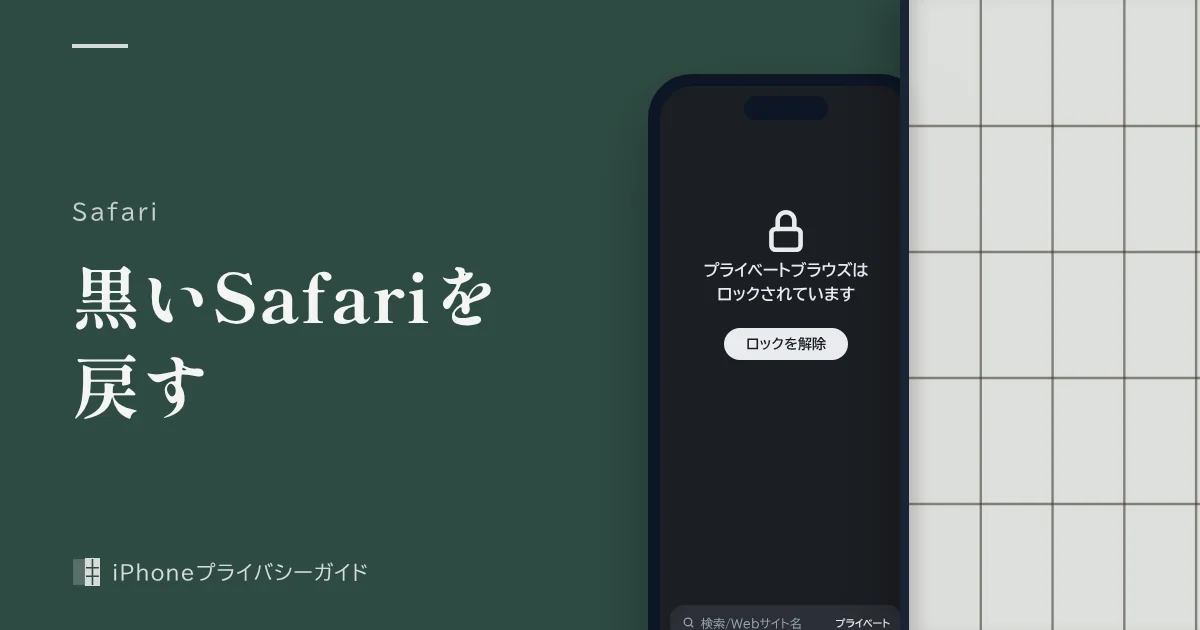 Safari
黒いSafariを
戻す
iPhoneプライバシーガイド
プライベートブラウズは
ロックされています
ロックを解除
検索/Webサイト名
プライベート